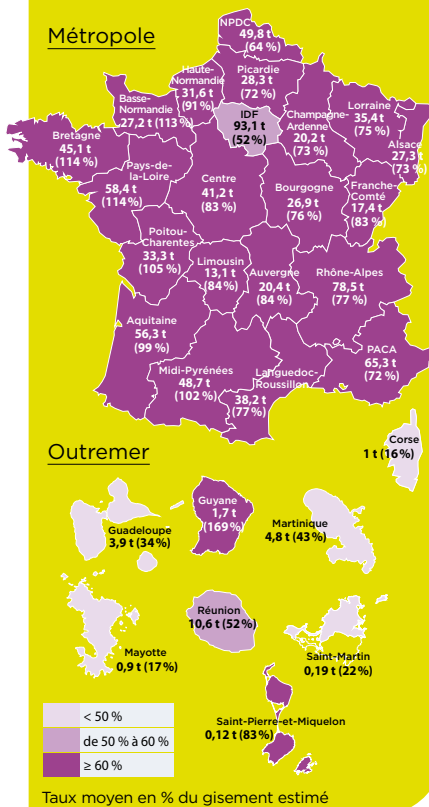 Métropole
NPDC
49,8 t
(64 %)
Haute-
Normandie
31,6 t
(91 %)
Picardie
28,3 t
(72 %)
Basse-
Normandie
27,2 t (113 %)
IDF
93,1 t
(52 %)
Champagne-
Ardenne
20,2 t
(73 %)
Lorraine
35,4 t
(75 %)
Alsace
27,3 t
(73 %)
Bretagne
45,1 t
(114 %)
Pays-de-
la-Loire
58,4 t
(114 %)
Centre
41,2 t
(83 %)
Bourgogne
26,9 t
(76 %)
Franche-
Comté
17,4 t
(83 %)
Poitou-
Charentes
33,3 t
(105 %)
Limousin
13,1 t
(84 %)
Auvergne
20,4 t
(84 %)
Rhône-Alpes
78,5 t
(77 %)
Aquitaine
56,3 t
(99 %)
Midi-Pyrénées
48,7 t
(102 %)
Languedoc-
Roussillon
38,2 t
(77 %)
PACA
65,3 t
(72 %)
Corse
1 t (16 %)
Outremer
Guadeloupe
3,9 t (34 %)
Guyane
1,7 t
(169 %)
Martinique
4,8 t (43 %)
Mayotte
0,9 t (17 %)
Réunion
10,6 t (52 %)
Saint-Martin
0,19 t (22 %)
Saint-Pierre-et-Miquelon
0,12 t (83 %)
< 50 %
de 50 % à 60 %
≥ 60 %
Taux moyen en % du gisement estimé